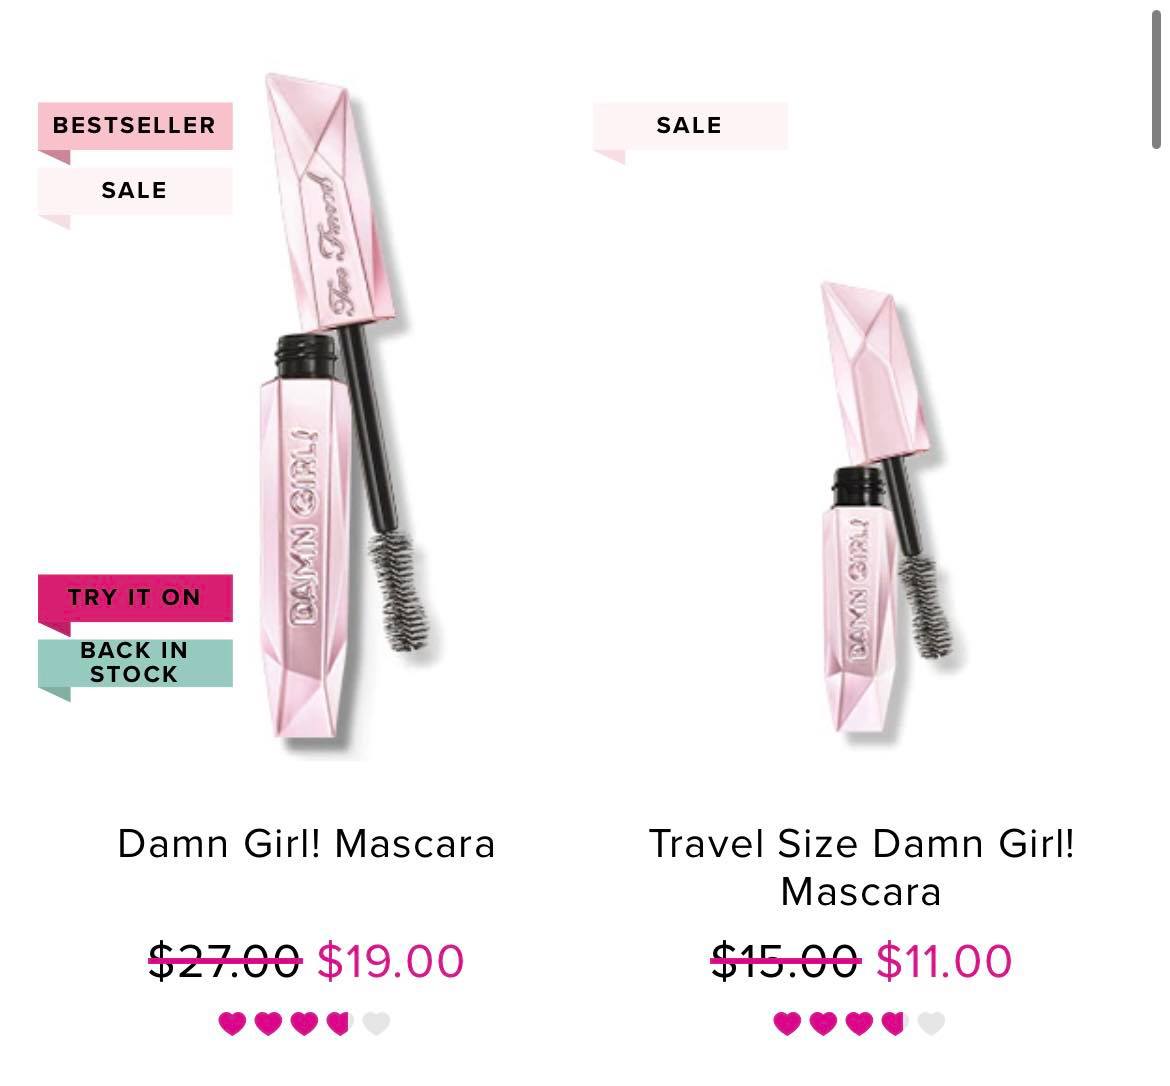 BESTSELLER
SALE
Too Faced
DAMN GIRL!
TRY IT ON
BACK IN
STOCK
Damn Girl! Mascara
$27.00 $19.00
SALE
DAMN GIRL!
Travel Size Damn Girl!
Mascara
$15.00 $11.00